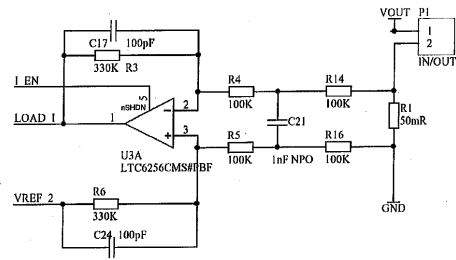 VOUT P1
C17 100pF
1
2
330K R3
IN/OUT
I_EN
R4
R14
5
nSHDN
2
100K
100K
R1
50mR
LOAD_I
1
C21
3
R5
R16
U3A
100K
1nF NPO
100K
LTC6256CMS#PBF
R6
VREF_2
GND
330K
C24 100pF